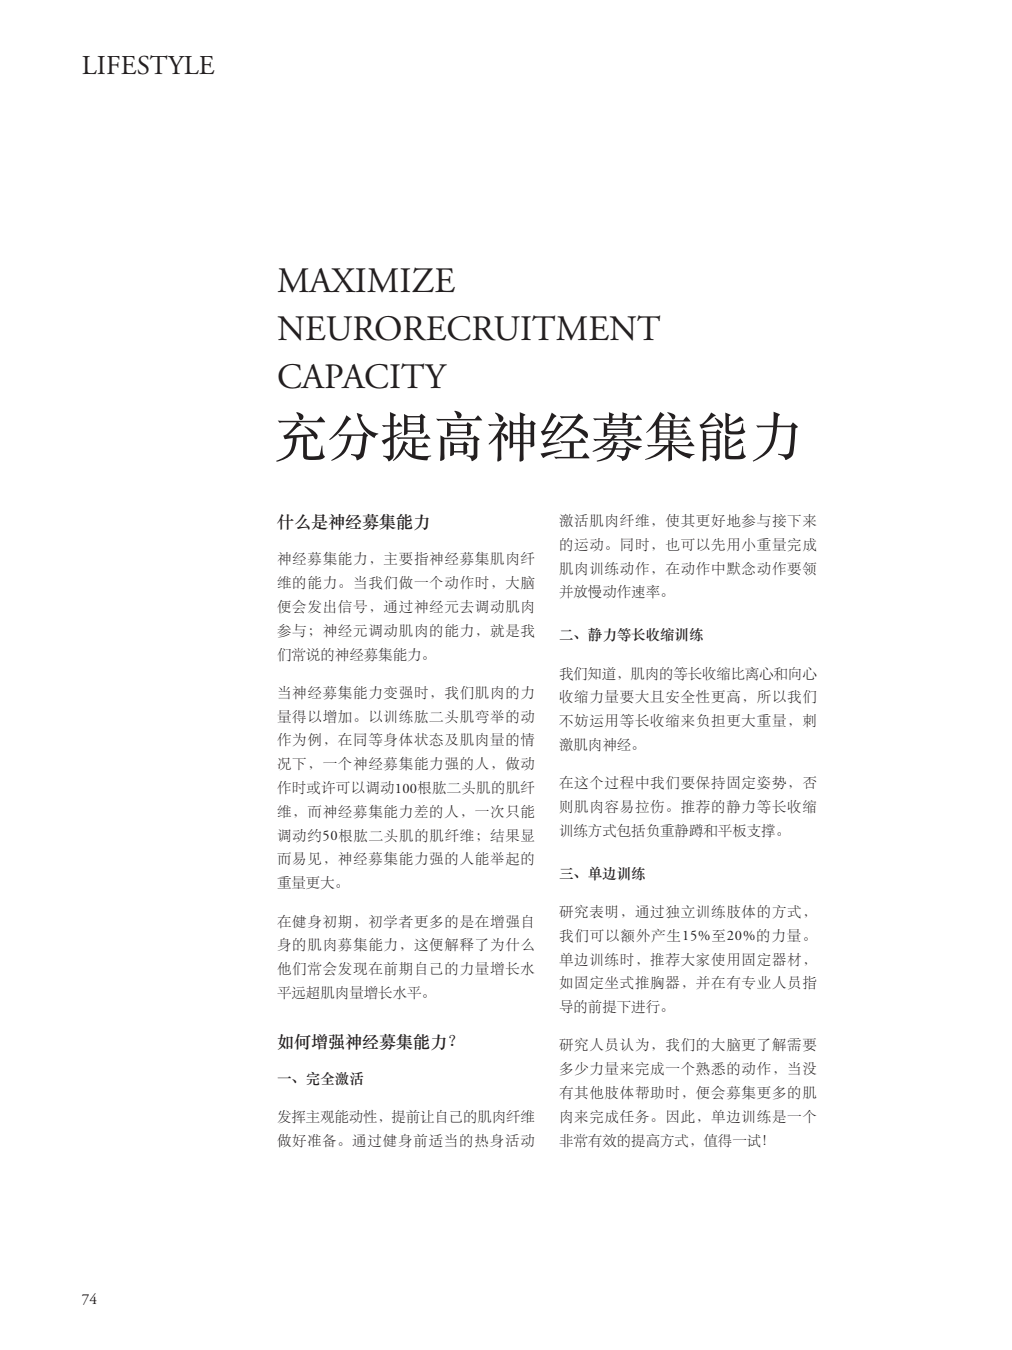 LIFESTYLE
MAXIMIZE
NEURORECRUITMENT
CAPACITY
充分提高神经募集能力
什么是神经募集能力
神经募集能力，主要指神经募集肌肉纤
维的能力。当我们做一个动作时，大脑
便会发出信号，通过神经元去调动肌肉
参与；神经元调动肌肉的能力，就是我
们常说的神经募集能力。
当神经募集能力变强时，我们肌肉的力
量得以增加。以训练肱二头肌弯举的动
作为例，在同等身体状态及肌肉量的情
况下，一个神经募集能力强的人，做动
作时或许可以调动100根肱二头肌的肌纤
维，而神经募集能力差的人，一次只能
调动约50根肱二头肌的肌纤维；结果显
而易见，神经募集能力强的人能举起的
重量更大。
在健身初期，初学者更多的是在增强自
身的肌肉募集能力，这便解释了为什么
他们常会发现在前期自己的力量增长水
平远超肌肉量增长水平。
如何增强神经募集能力？
一、完全激活
发挥主观能动性，提前让自己的肌肉纤维
做好准备。通过健身前适当的热身活动
激活肌肉纤维，使其更好地参与接下来
的运动。同时，也可以先用小重量完成
肌肉训练动作，在动作中默念动作要领
并放慢动作速率。
二、静力等长收缩训练
我们知道，肌肉的等长收缩比离心和向心
收缩力量要大且安全性更高，所以我们
不妨运用等长收缩来负担更大重量，刺
激肌肉神经。
在这个过程中我们要保持固定姿势，否
则肌肉容易拉伤。推荐的静力等长收缩
训练方式包括负重静蹲和平板支撑。
三、单边训练
研究表明，通过独立训练肢体的方式，
我们可以额外产生15%至20%的力量。
单边训练时，推荐大家使用固定器材，
如固定坐式推胸器，并在有专业人员指
导的前提下进行。
研究人员认为，我们的大脑更了解需要
多少力量来完成一个熟悉的动作，当没
有其他肢体帮助时，便会募集更多的肌
肉来完成任务。因此，单边训练是一个
非常有效的提高方式，值得一试！
74